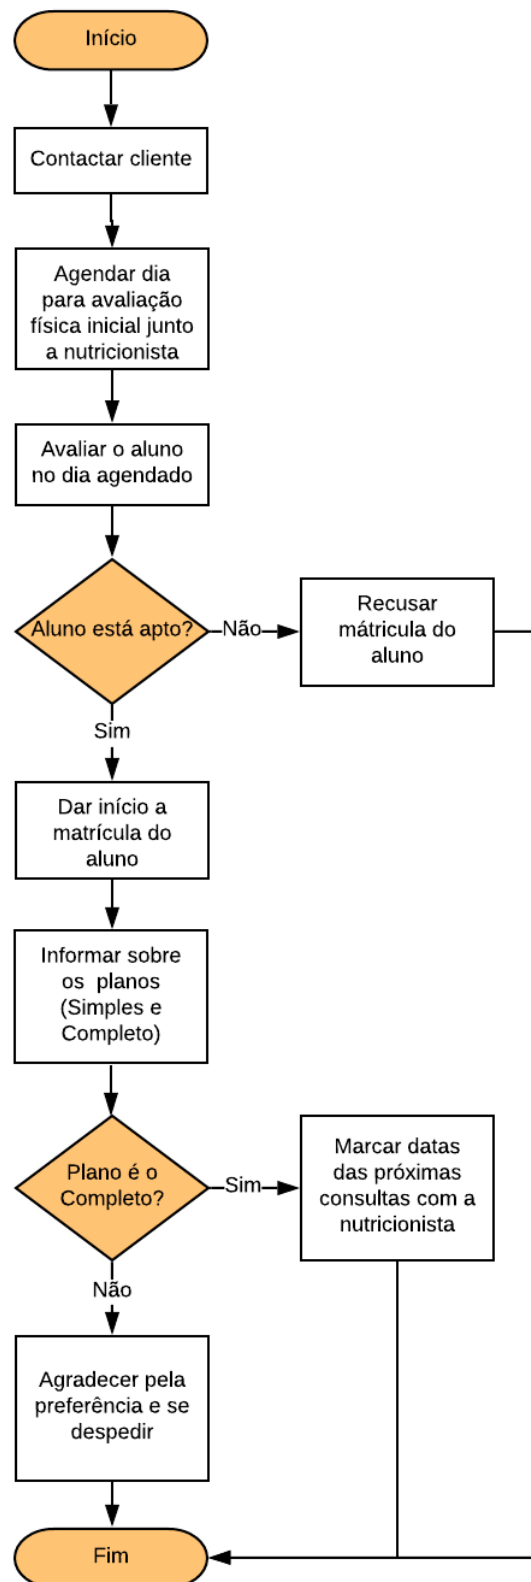 Início
Contactar cliente
Agendar dia
para avaliação
física inicial junto
a nutricionista
Avaliar o aluno
no dia agendado
Aluno está apto?
Não
Recusar
mátricula do
aluno
Sim
Dar início a
matrícula do
aluno
Informar sobre
os planos
(Simples e
Completo)
Plano é o
Completo?
Sim
Marcar datas
das próximas
consultas com a
nutricionista
Não
Agradecer pela
preferência e se
despedir
Fim